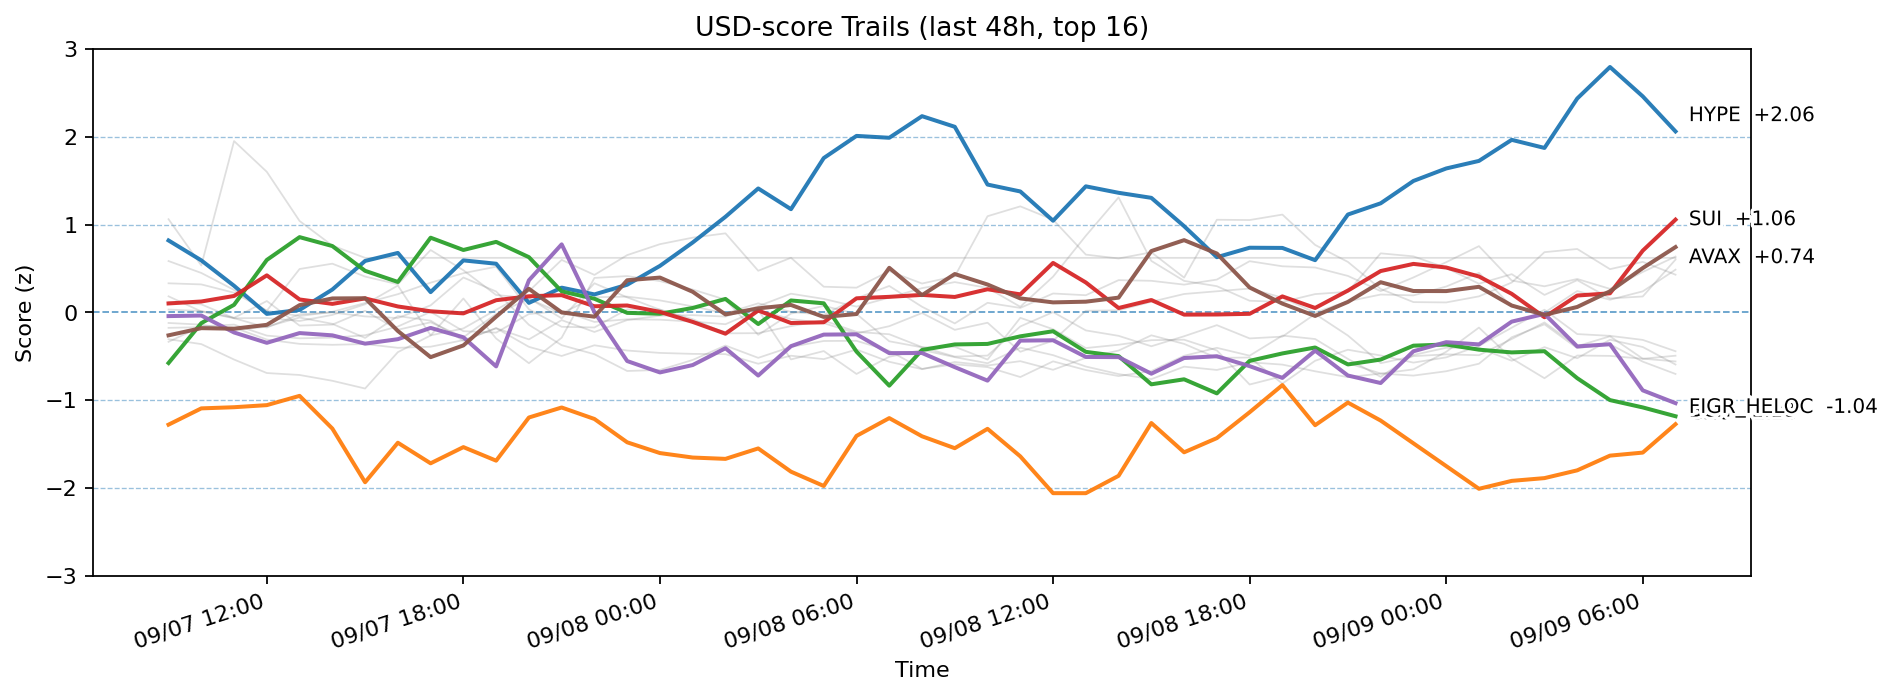 USD-score Trails (last 48h, top 16)
3
2
1
0
−1
−2
−3
Score (z)
HYPE +2.06
SUI +1.06
AVAX +0.74
FIGR_HELOC -1.04
09/07 12:00
09/07 18:00
09/08 00:00
09/08 06:00
09/08 12:00
09/08 18:00
09/09 00:00
09/09 06:00
Time